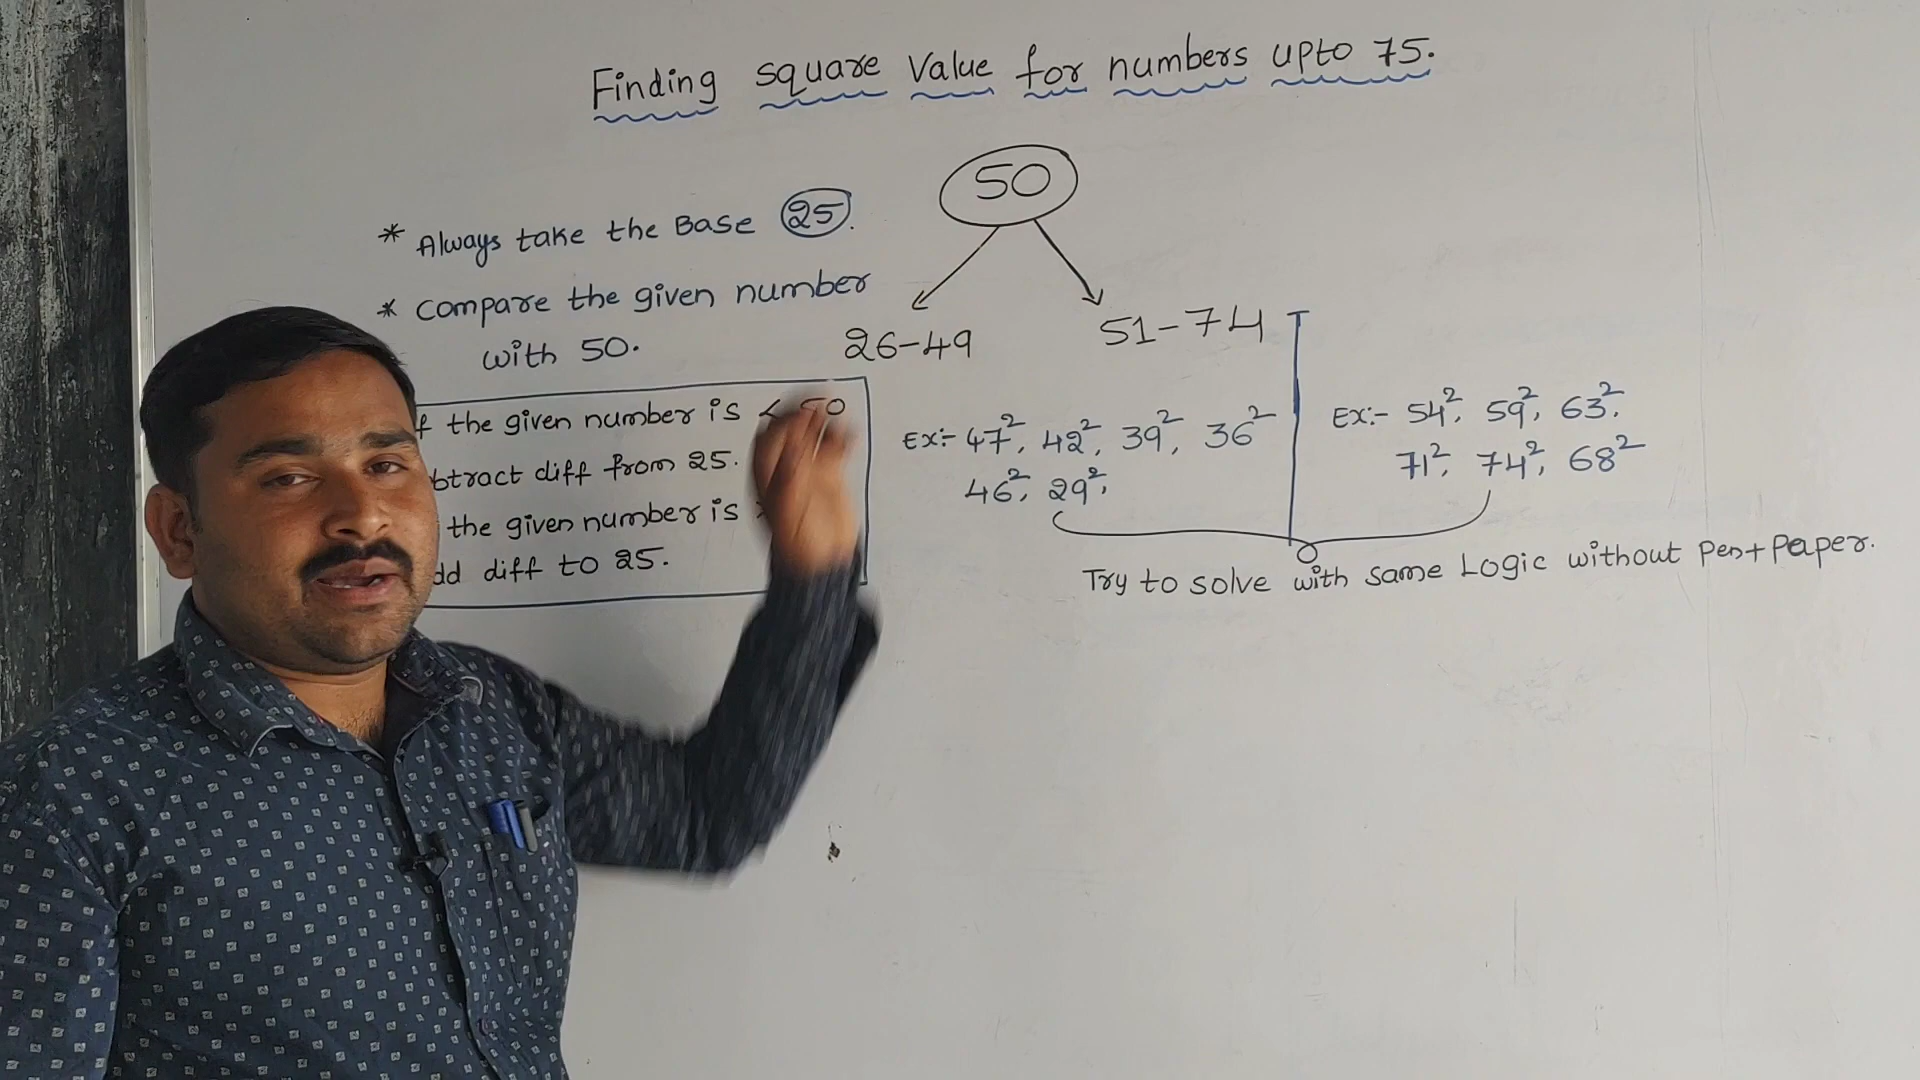 Finding square Value for numbers upto 75.
50
* Always take the Base 25.
* compare the given number
with 50.
26-49
51-74
the given number is < 50
diff from 25.
the given number is
diff to 25.
Ex:- 47², 42², 39², 36²
46², 29²,
Ex:- 54², 59², 63²,
71², 74², 68²
Try to solve with same Logic without Pen+Paper.